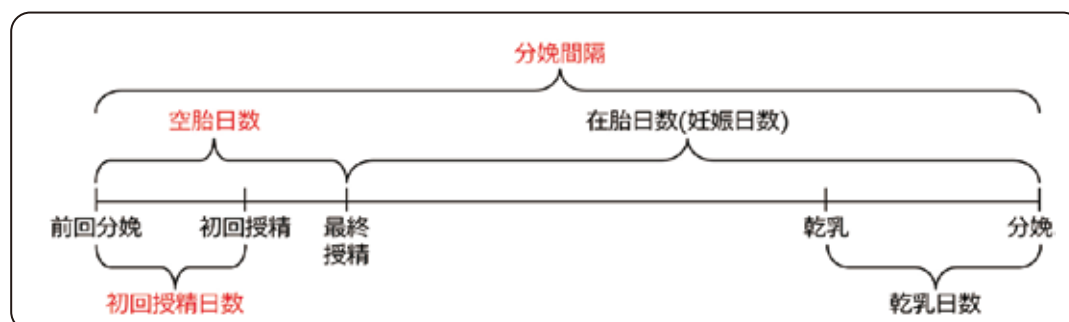 分娩間隔
空胎日数
在胎日数(妊娠日数)
前回分娩
初回授精
最終
授精
乾乳
分娩
初回授精日数
乾乳日数